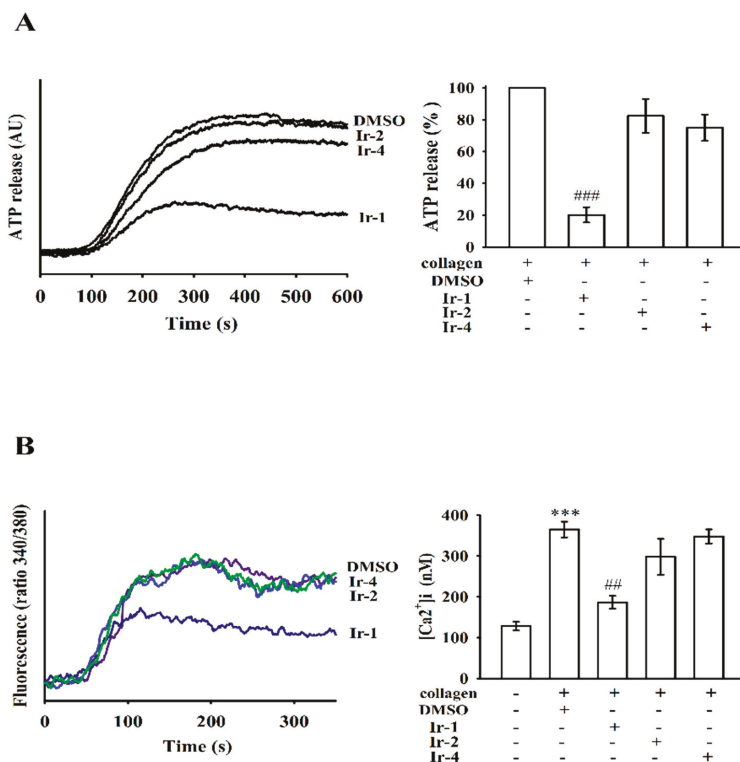 A
ATP release (AU)
DMSO
Ir-2
Ir-4
Ir-1
0 100 200 300 400 500 600
Time (s)
ATP release (%)
100
80
60
40
20
0
###
collagen + + + +
DMSO + - - -
Ir-1 - + - -
Ir-2 - - + -
Ir-4 - - - +
B
Fluorescence (ratio 340/380)
DMSO
Ir-4
Ir-2
Ir-1
0 100 200 300
Time (s)
[Ca2+]i (nM)
400
300
200
100
0
***
##
collagen - + + + +
DMSO - + - - -
Ir-1 - - + - -
Ir-2 - - - + -
Ir-4 - - - - +